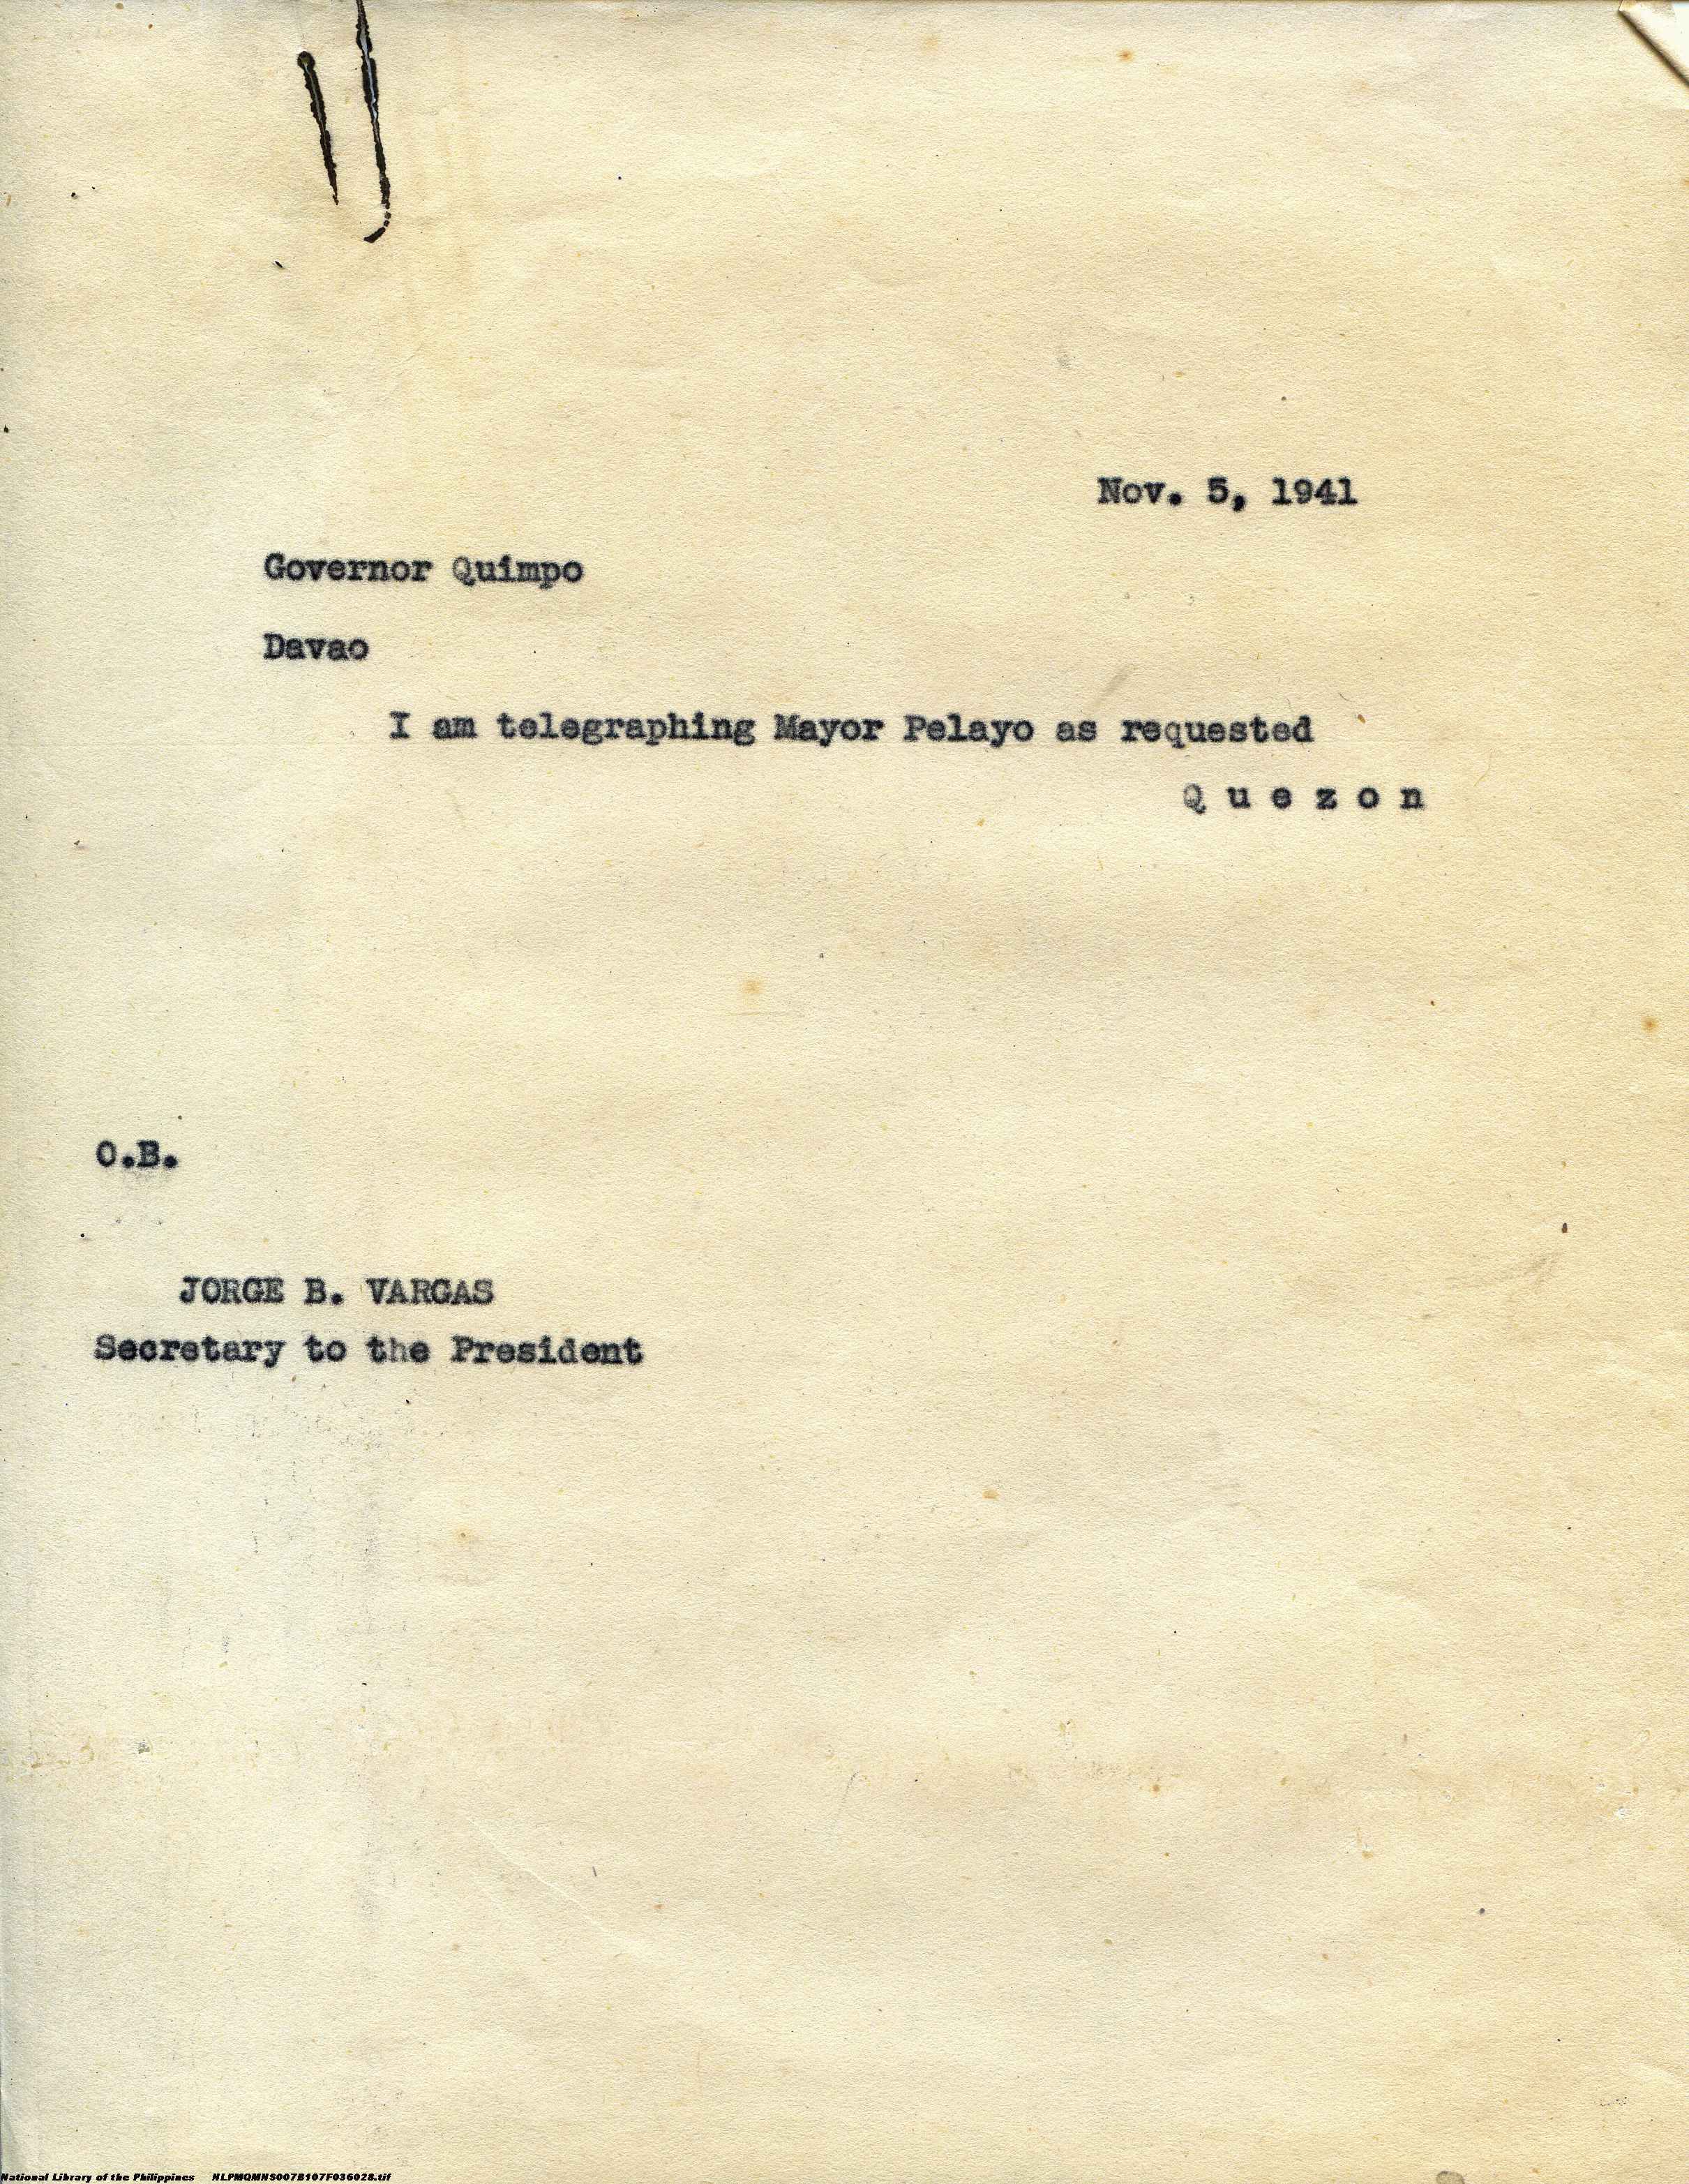 Nov. 5, 1941
Governor Quimpo
Davao
I am telegraphing Mayor Pelayo as requested
Q u e z o n
O.B.
JORGE B. VARGAS
Secretary to the President
National Library of the Philippines NLPMQMNS007B107F036028.tif